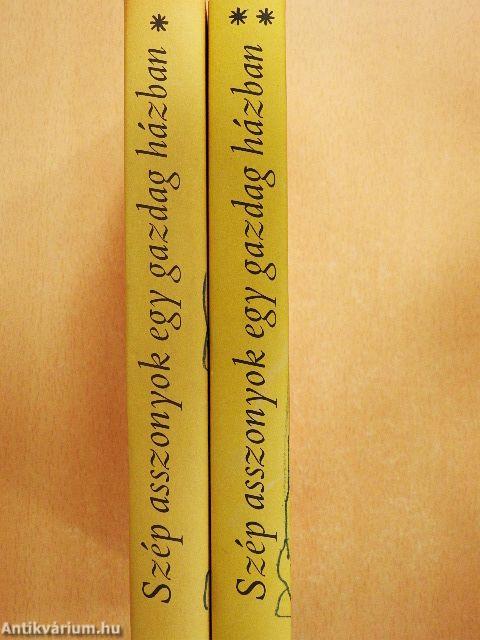 Szép asszonyok egy gazdag házban *
Szép asszonyok egy gazdag házban **
Antikvárium.hu